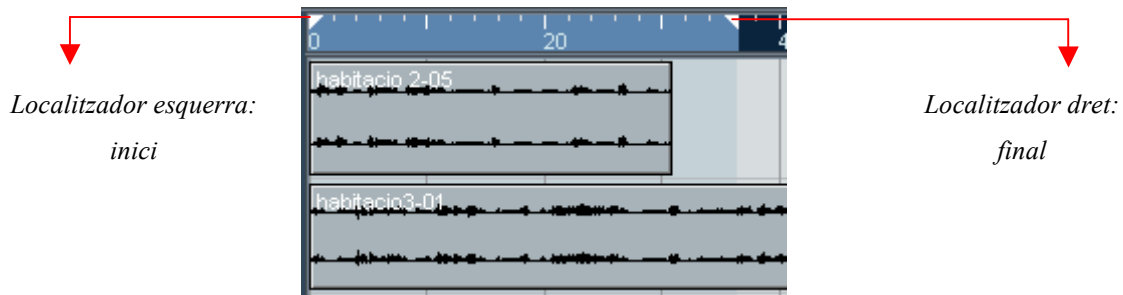 0 20 4
habitacio 2-05
Localitzador esquerra:
inici
Localitzador dret:
final
habitacio3-01